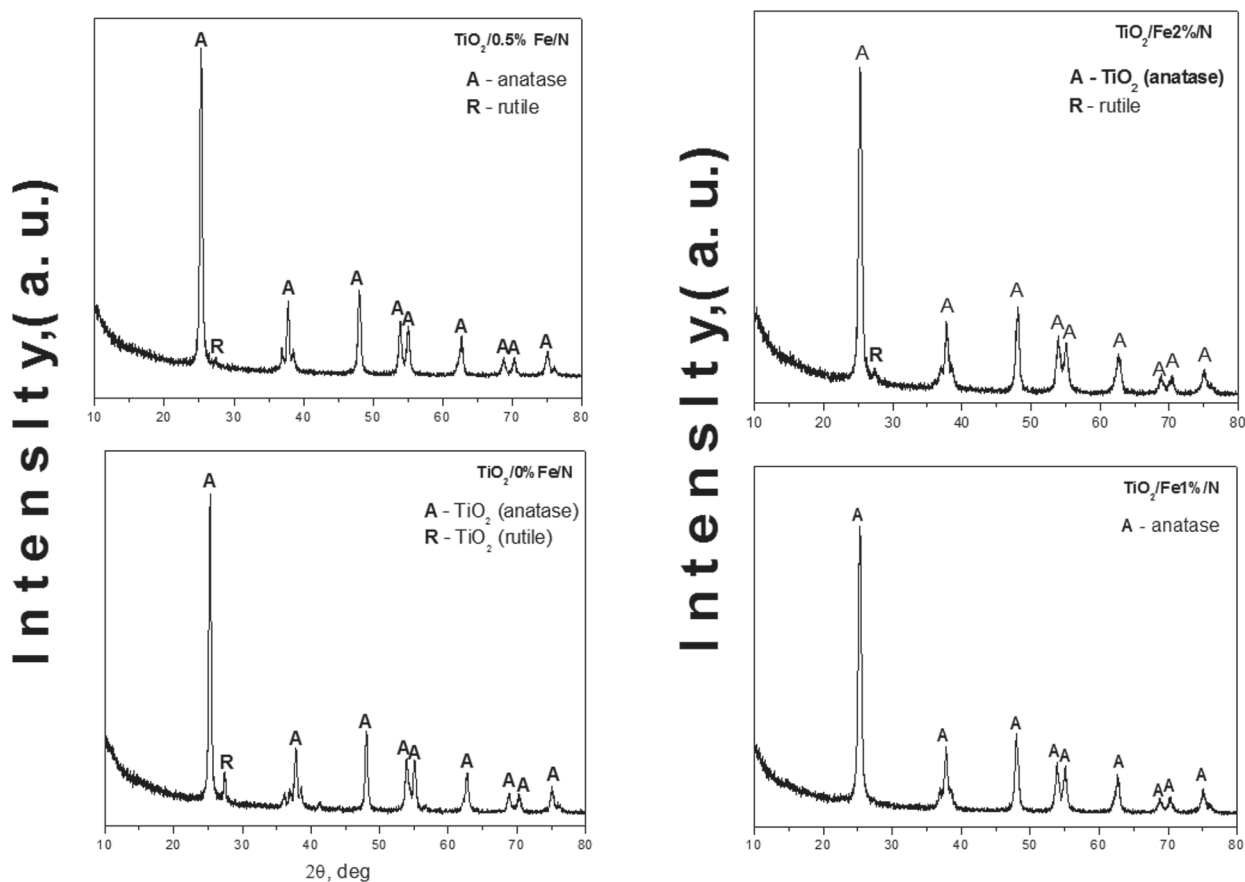 Intensity,( a. u.)
TiO2/0.5% Fe/N
A - anatase
R - rutile
A
R
A
A
A
A
A
A
A
A
10 20 30 40 50 60 70 80
TiO2/0% Fe/N
A - TiO2 (anatase)
R - TiO2 (rutile)
A
R
A
A
A
A
A
A
A
A
10 20 30 40 50 60 70 80
2θ, deg
Intensity,( a. u.)
TiO2/Fe2%/N
A - TiO2 (anatase)
R - rutile
A
R
A
A
A
A
A
A
A
A
10 20 30 40 50 60 70 80
TiO2/Fe1%/N
A - anatase
A
A
A
A
A
A
A
A
A
10 20 30 40 50 60 70 80